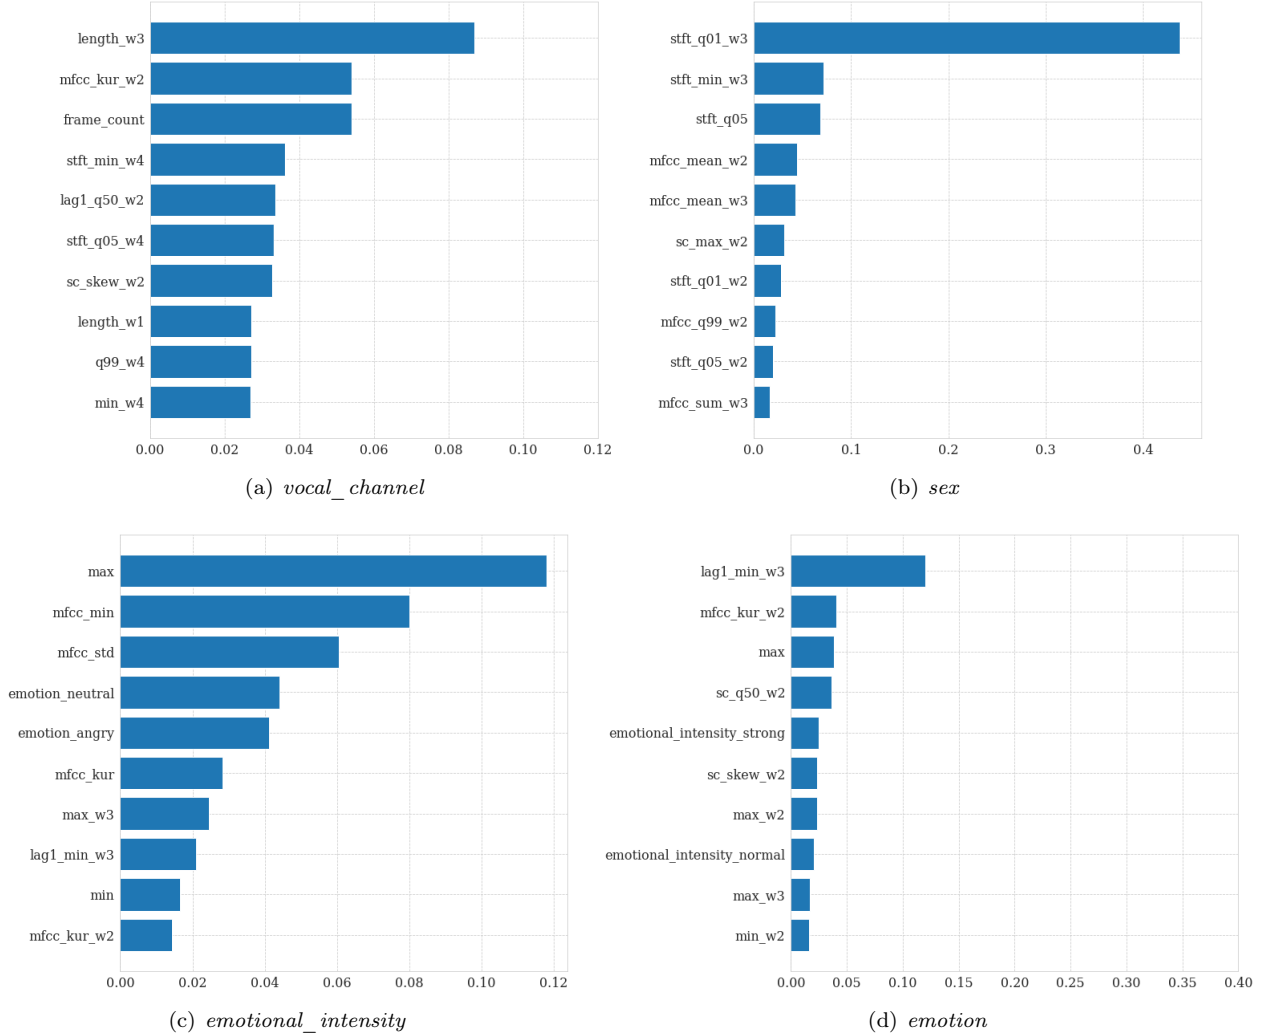 length_w3
mfcc_kur_w2
frame_count
stft_min_w4
lag1_q50_w2
stft_q05_w4
sc_skew_w2
length_w1
q99_w4
min_w4
0.00 0.02 0.04 0.06 0.08 0.10 0.12
(a) vocal_channel
stft_q01_w3
stft_min_w3
stft_q05
mfcc_mean_w2
mfcc_mean_w3
sc_max_w2
stft_q01_w2
mfcc_q99_w2
stft_q05_w2
mfcc_sum_w3
0.0 0.1 0.2 0.3 0.4
(b) sex
max
mfcc_min
mfcc_std
emotion_neutral
emotion_angry
mfcc_kur
max_w3
lag1_min_w3
min
mfcc_kur_w2
0.00 0.02 0.04 0.06 0.08 0.10 0.12
(c) emotional_intensity
lag1_min_w3
mfcc_kur_w2
max
sc_q50_w2
emotional_intensity_strong
sc_skew_w2
max_w2
emotional_intensity_normal
max_w3
min_w2
0.00 0.05 0.10 0.15 0.20 0.25 0.30 0.35 0.40
(d) emotion